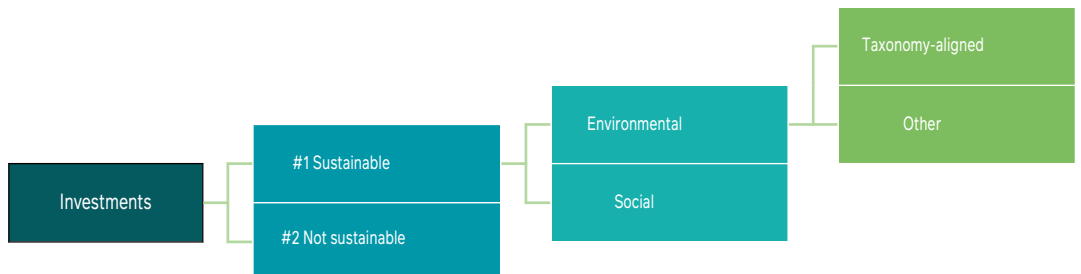 Taxonomy-aligned
Other
Environmental
Social
#1 Sustainable
#2 Not sustainable
Investments